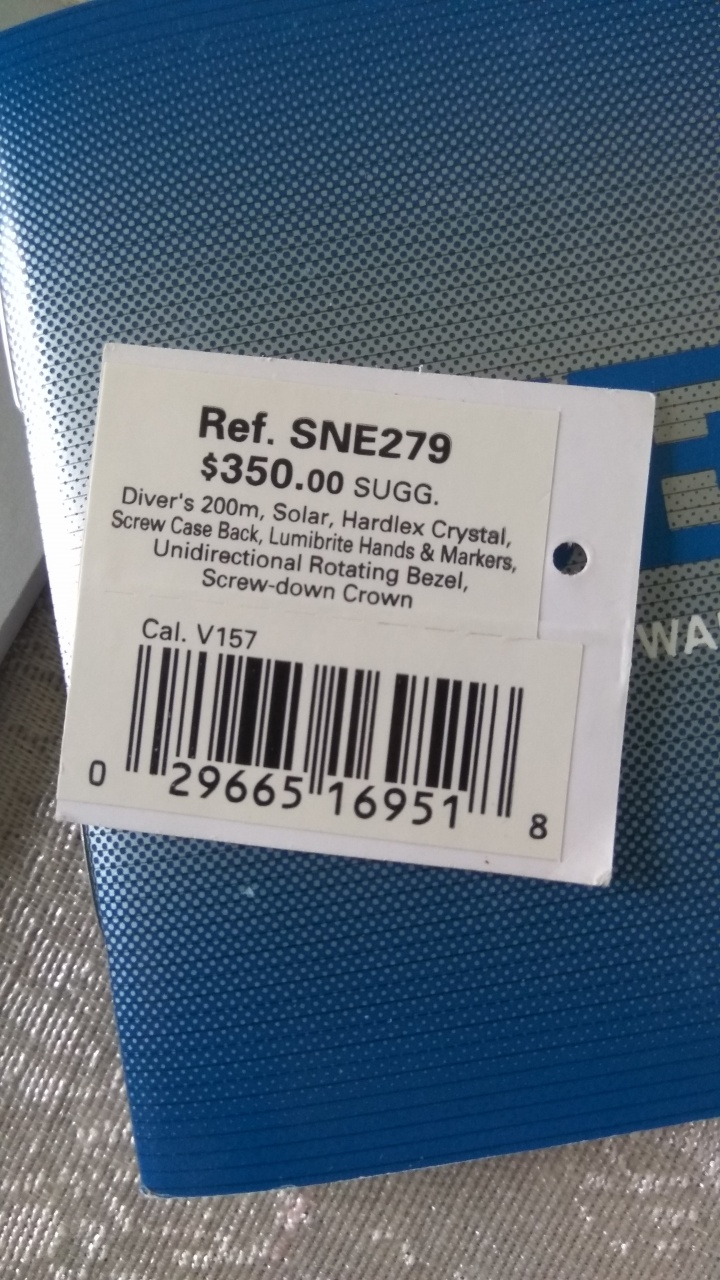 Ref. SNE279
$350.00 SUGG.
Diver's 200m, Solar, Hardlex Crystal,
Screw Case Back, Lumibrite Hands & Markers,
Unidirectional Rotating Bezel,
Screw-down Crown
Cal. V157
0 29665 16951 8
WA